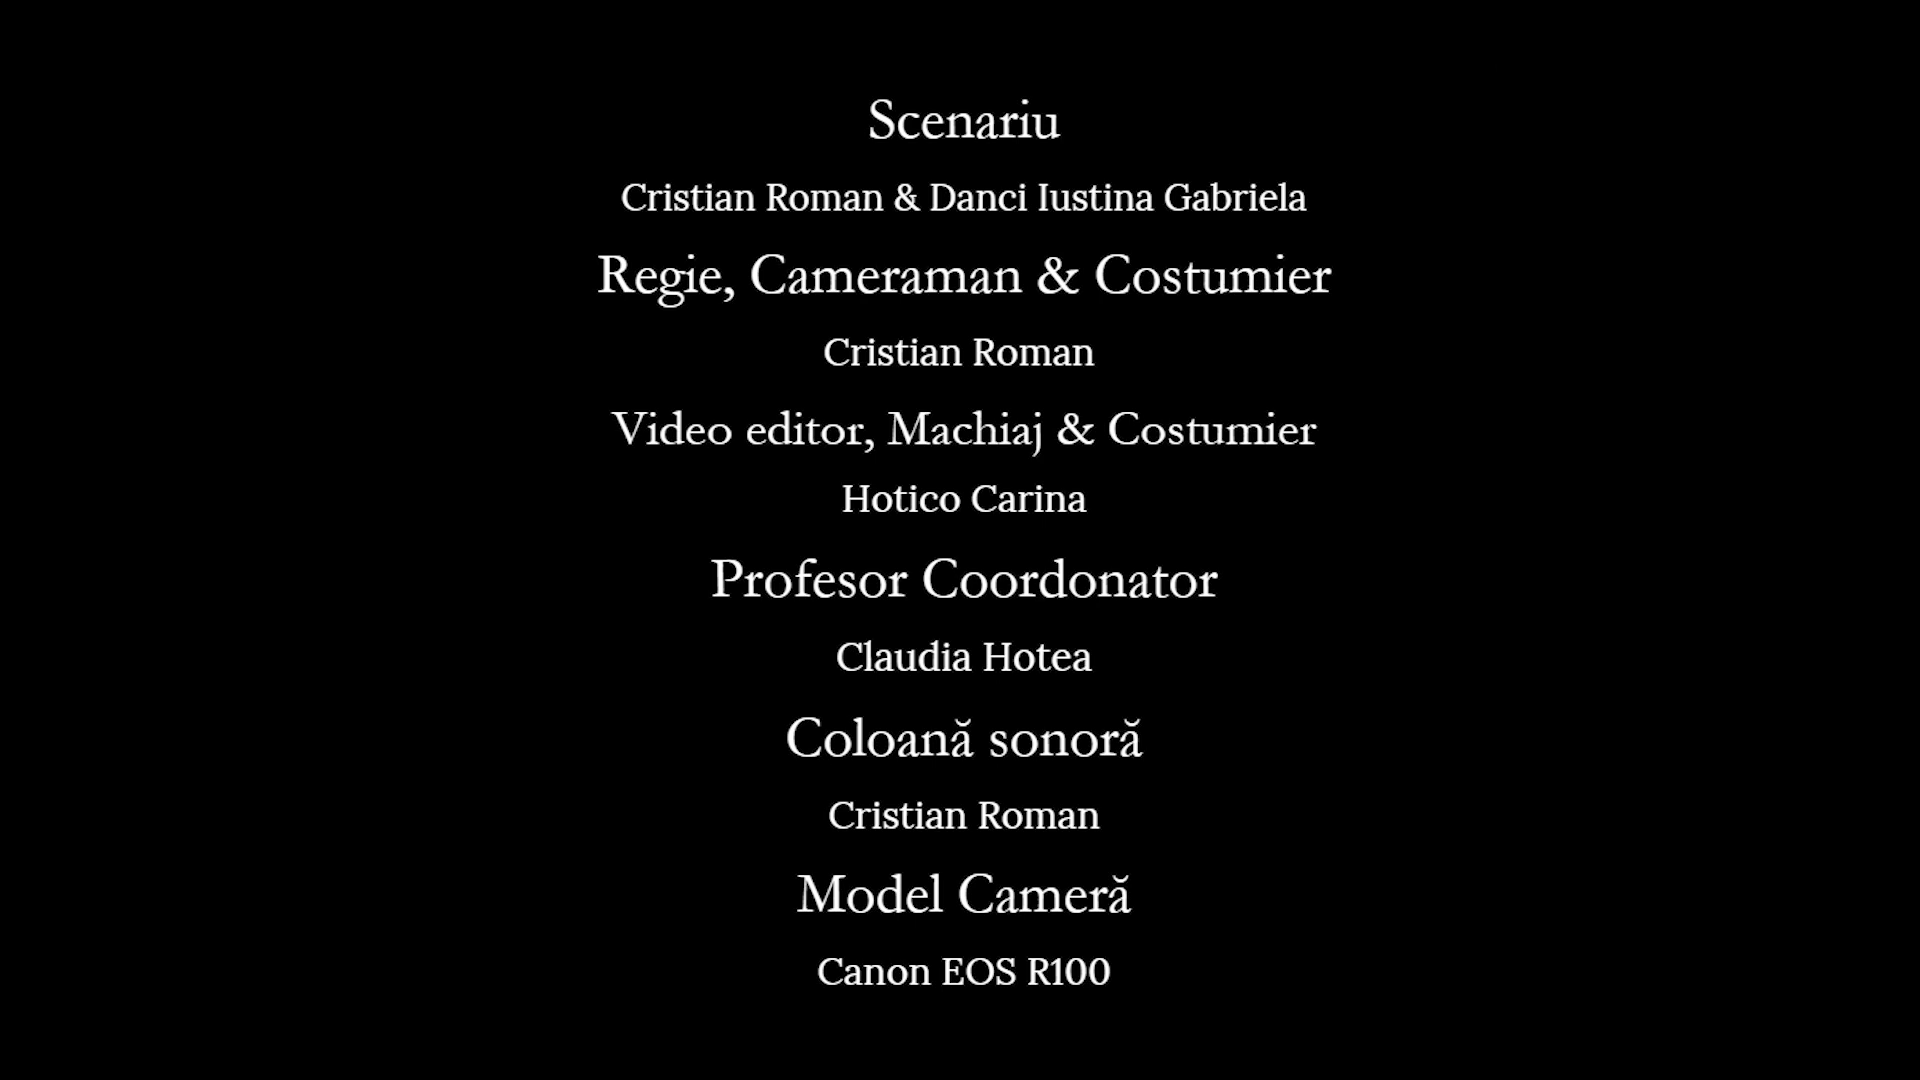 Scenariu
Cristian Roman & Danci Iustina Gabriela
Regie, Cameraman & Costumier
Cristian Roman
Video editor, Machiaj & Costumier
Hotico Carina
Profesor Coordonator
Claudia Hotea
Coloană sonoră
Cristian Roman
Model Cameră
Canon EOS R100